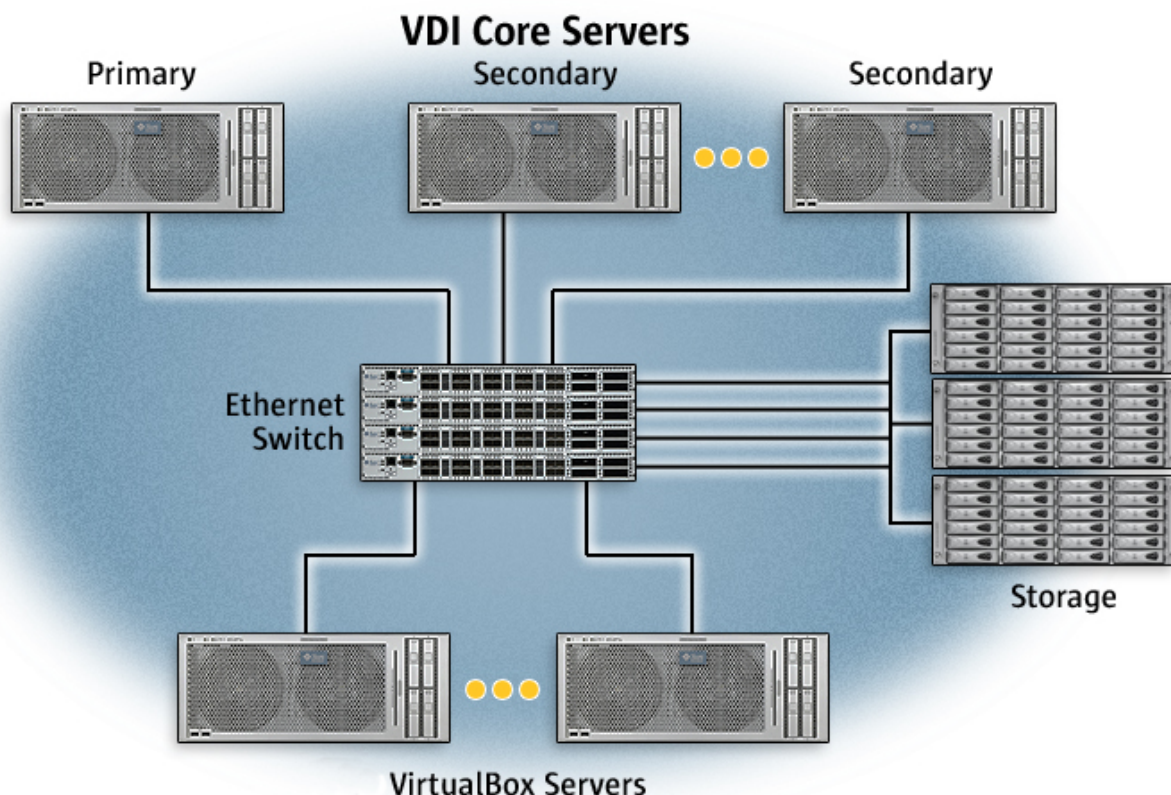 VDI Core Servers
Primary
Secondary
Secondary
Ethernet
Switch
Storage
VirtualBox Servers